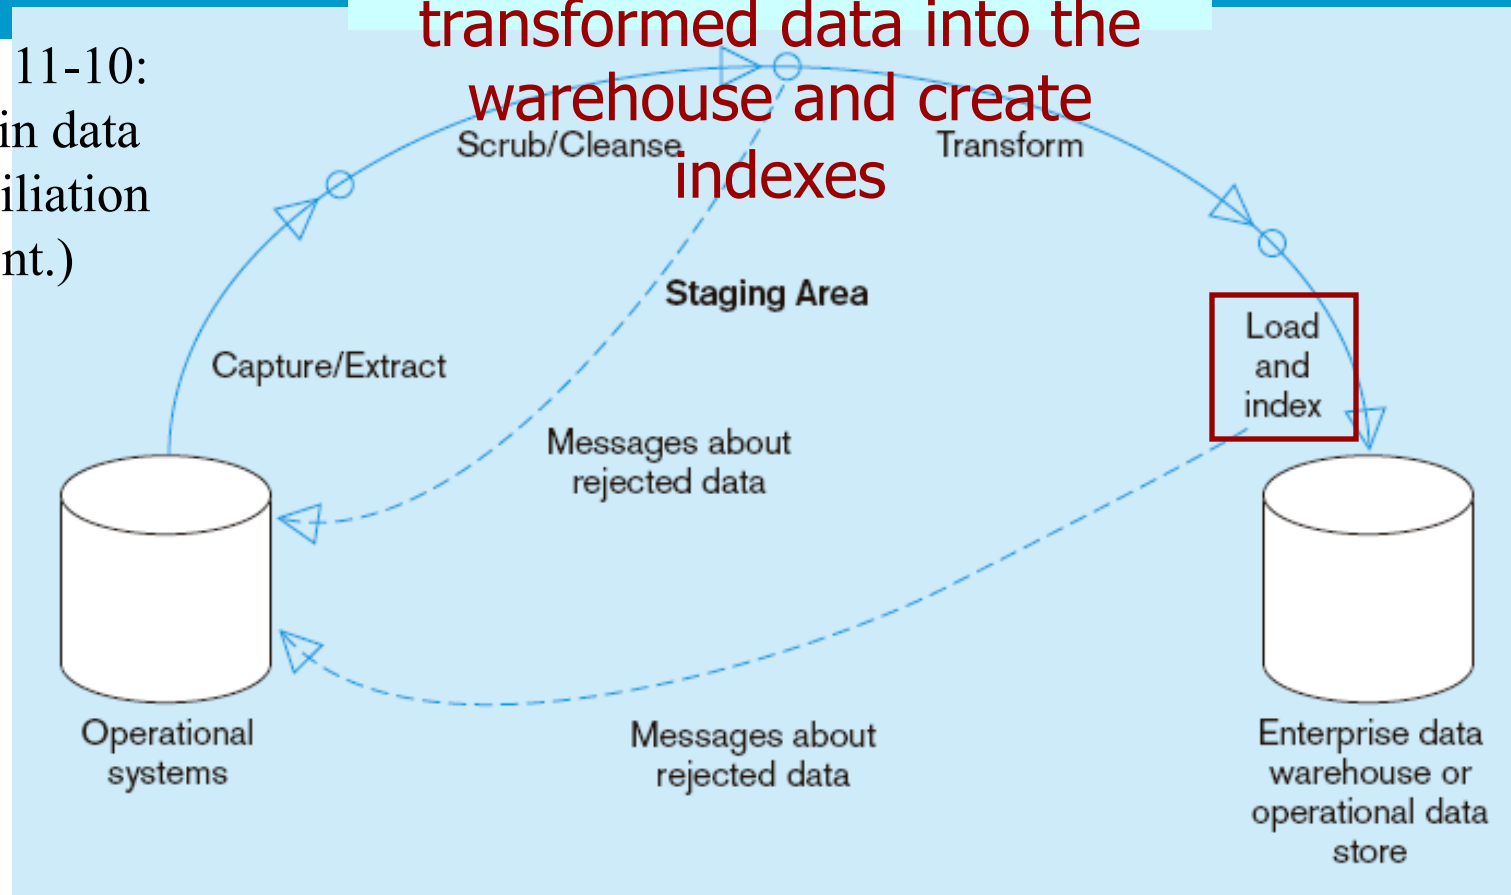 transformed data into the
warehouse and create
indexes
11-10:
in data
iliation
nt.)
Scrub/Cleanse
Transform
Staging Area
Capture/Extract
Load
and
index
Messages about
rejected data
Operational
systems
Messages about
rejected data
Enterprise data
warehouse or
operational data
store